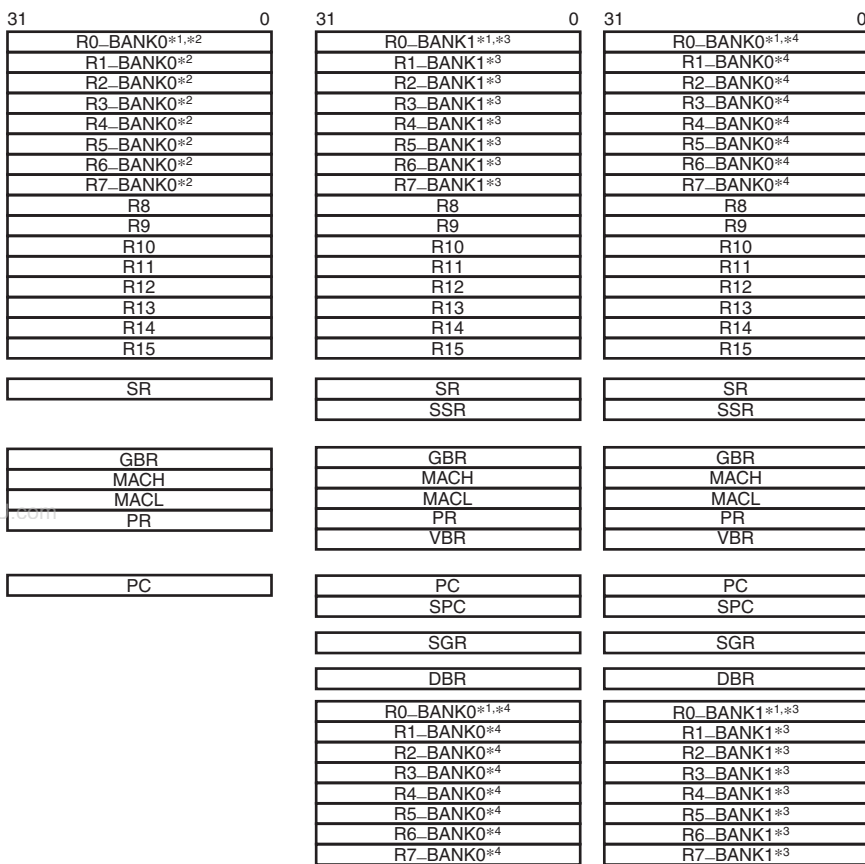 31 0 31 0 31 0
R0_BANK0*1,*2 R0_BANK1*1,*3 R0_BANK0*1,*4
R1_BANK0*2 R1_BANK1*3 R1_BANK0*4
R2_BANK0*2 R2_BANK1*3 R2_BANK0*4
R3_BANK0*2 R3_BANK1*3 R3_BANK0*4
R4_BANK0*2 R4_BANK1*3 R4_BANK0*4
R5_BANK0*2 R5_BANK1*3 R5_BANK0*4
R6_BANK0*2 R6_BANK1*3 R6_BANK0*4
R7_BANK0*2 R7_BANK1*3 R7_BANK0*4
R8 R8 R8
R9 R9 R9
R10 R10 R10
R11 R11 R11
R12 R12 R12
R13 R13 R13
R14 R14 R14
R15 R15 R15
SR SR SR
SSR SSR
GBR GBR GBR
MACH MACH MACH
MACL MACL MACL
.com
PR PR PR
VBR VBR
PC PC PC
SPC SPC
SGR SGR
DBR DBR
R0_BANK0*1,*4 R0_BANK1*1,*3
R1_BANK0*4 R1_BANK1*3
R2_BANK0*4 R2_BANK1*3
R3_BANK0*4 R3_BANK1*3
R4_BANK0*4 R4_BANK1*3
R5_BANK0*4 R5_BANK1*3
R6_BANK0*4 R6_BANK1*3
R7_BANK0*4 R7_BANK1*3